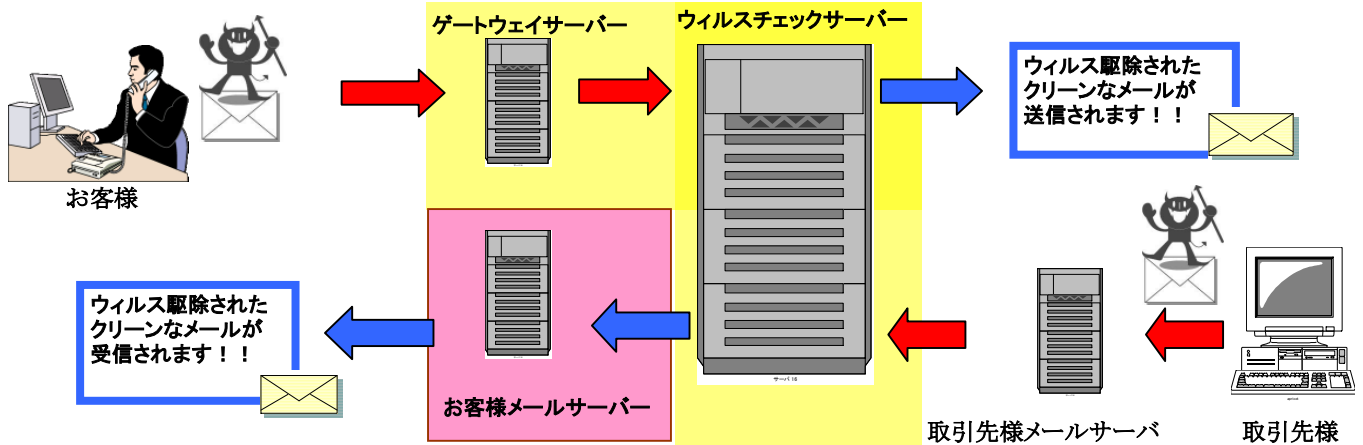 ゲートウェイサーバー
ウィルスチェックサーバー
ウィルス駆除された
クリーンなメールが
送信されます！！
お客様
ウィルス駆除された
クリーンなメールが
受信されます！！
サーバ 16
お客様メールサーバー
取引先様メールサーバ
取引先様